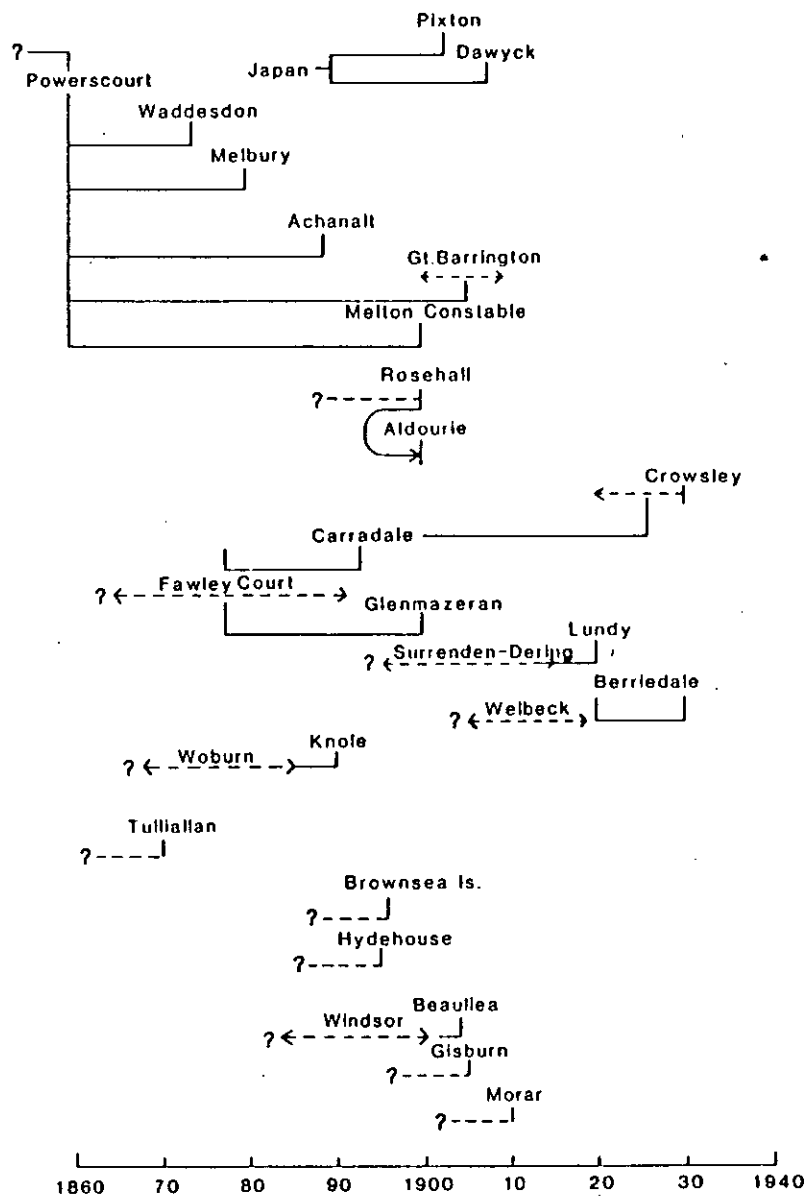 Pixton
?
Dawyck
Japan
Powerscourt
Waddesdon
Melbury
Achanalt
Gt.Barrington
Melton Constable
Rosehall
?
Aldourie
Crowsley
Carradale
? Fawley Court
Glenmazeran
Lundy
? Surrenden-Dering
Berriedale
? Welbeck
Knole
? Woburn
Tulliallan
?
Brownsea Is.
?
Hydehouse
?
Beaullea
? Windsor
Gisburn
?
Morar
?
1860 70 80 90 1900 10 20 30 1940